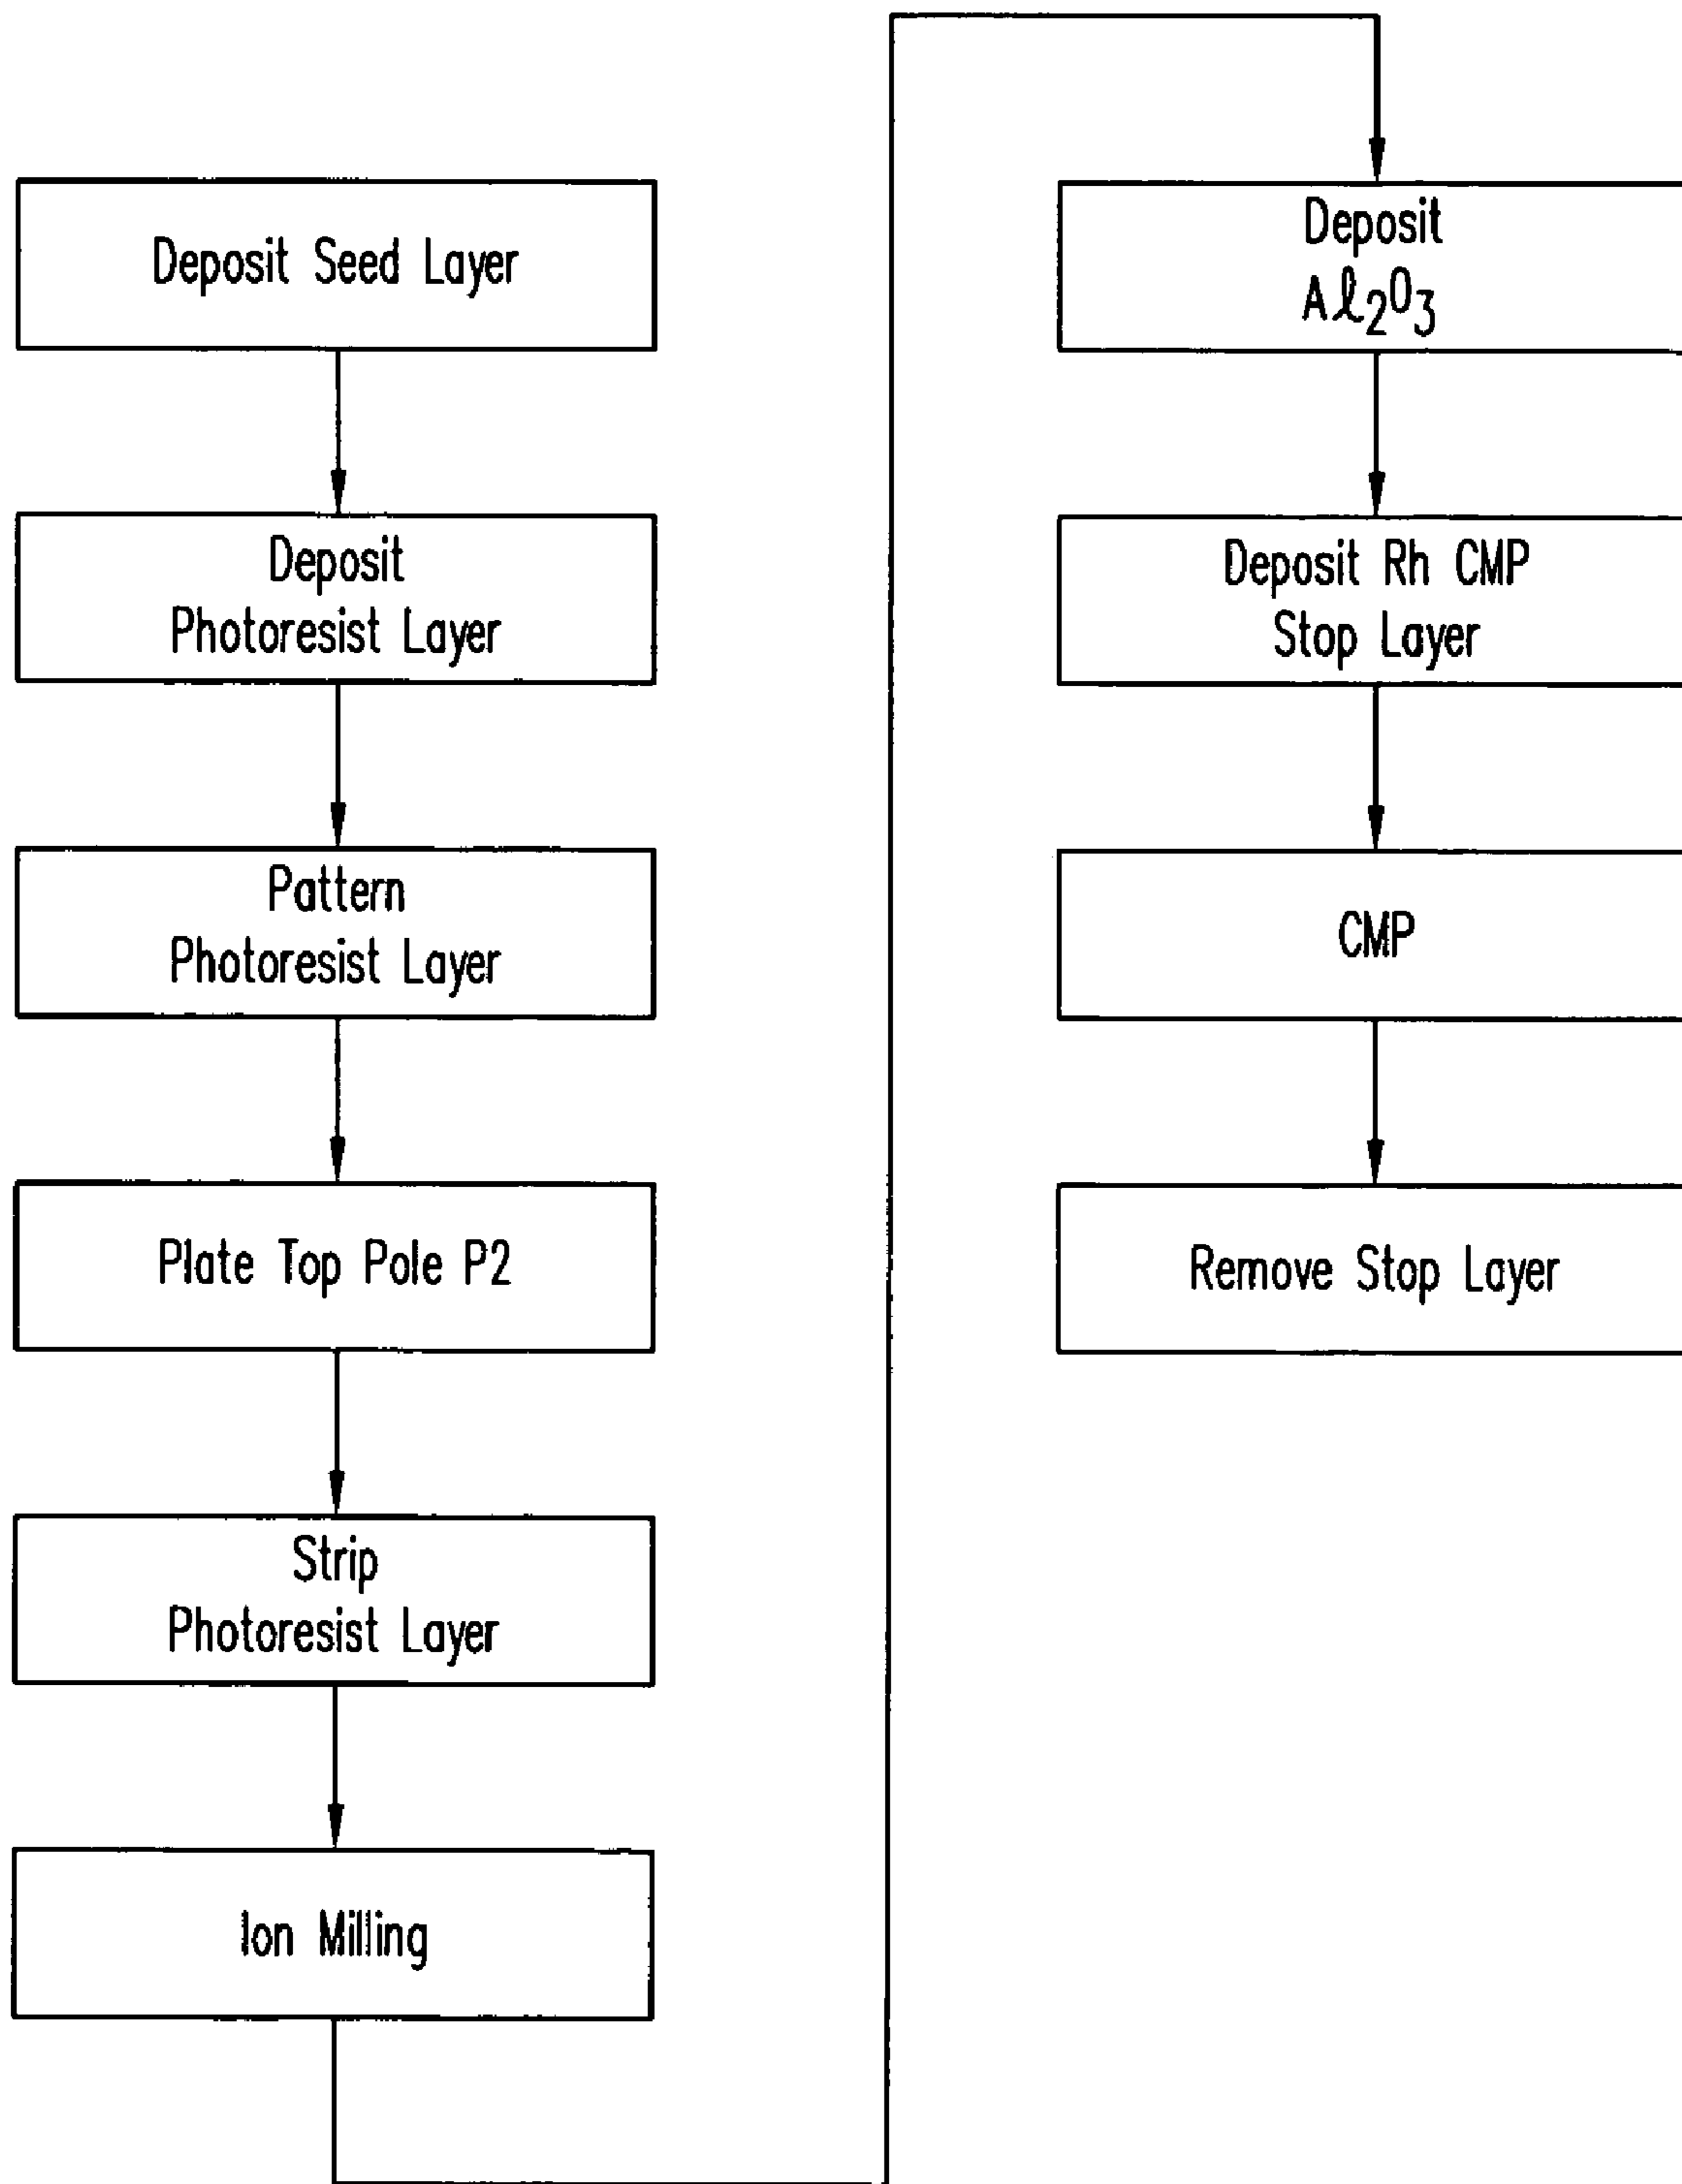 Deposit Seed Layer
Deposit
Photoresist Layer
Pattern
Photoresist Layer
Plate Top Pole P2
Strip
Photoresist Layer
Ion Milling
Deposit
Aℓ₂O₃
Deposit Rh CMP
Stop Layer
CMP
Remove Stop Layer